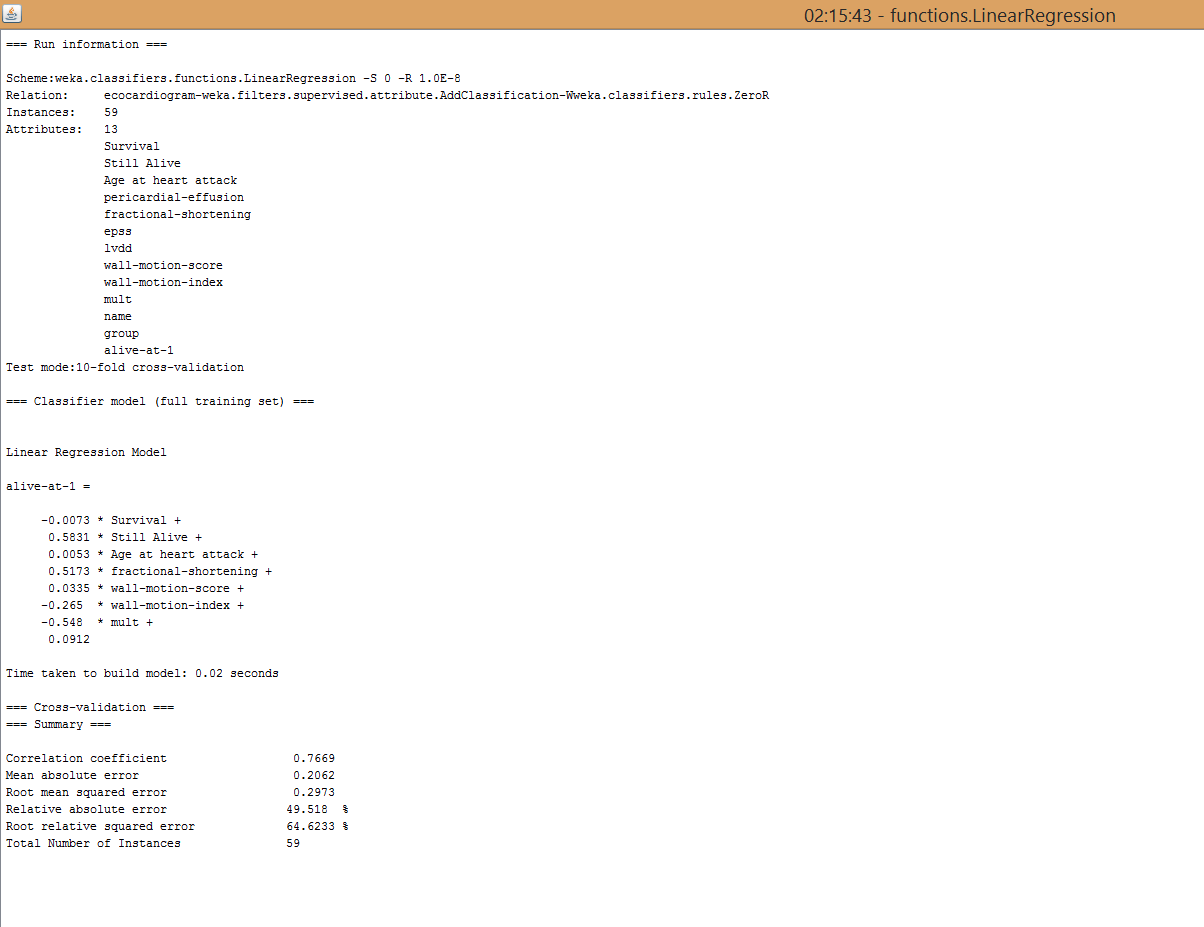 02:15:43 - functions.LinearRegression
=== Run information ===
Scheme:weka.classifiers.functions.LinearRegression -S 0 -R 1.0E-8
Relation: ecocardiogram-weka.filters.supervised.attribute.AddClassification-Wweka.classifiers.rules.ZeroR
Instances: 59
Attributes: 13
Survival
Still Alive
Age at heart attack
pericardial-effusion
fractional-shortening
epss
lvdd
wall-motion-score
wall-motion-index
mult
name
group
alive-at-1
Test mode:10-fold cross-validation
=== Classifier model (full training set) ===
Linear Regression Model
alive-at-1 =
-0.0073 * Survival +
0.5831 * Still Alive +
0.0053 * Age at heart attack +
0.5173 * fractional-shortening +
0.0335 * wall-motion-score +
-0.265 * wall-motion-index +
-0.548 * mult +
0.0912
Time taken to build model: 0.02 seconds
=== Cross-validation ===
=== Summary ===
Correlation coefficient 0.7669
Mean absolute error 0.2062
Root mean squared error 0.2973
Relative absolute error 49.518 %
Root relative squared error 64.6233 %
Total Number of Instances 59